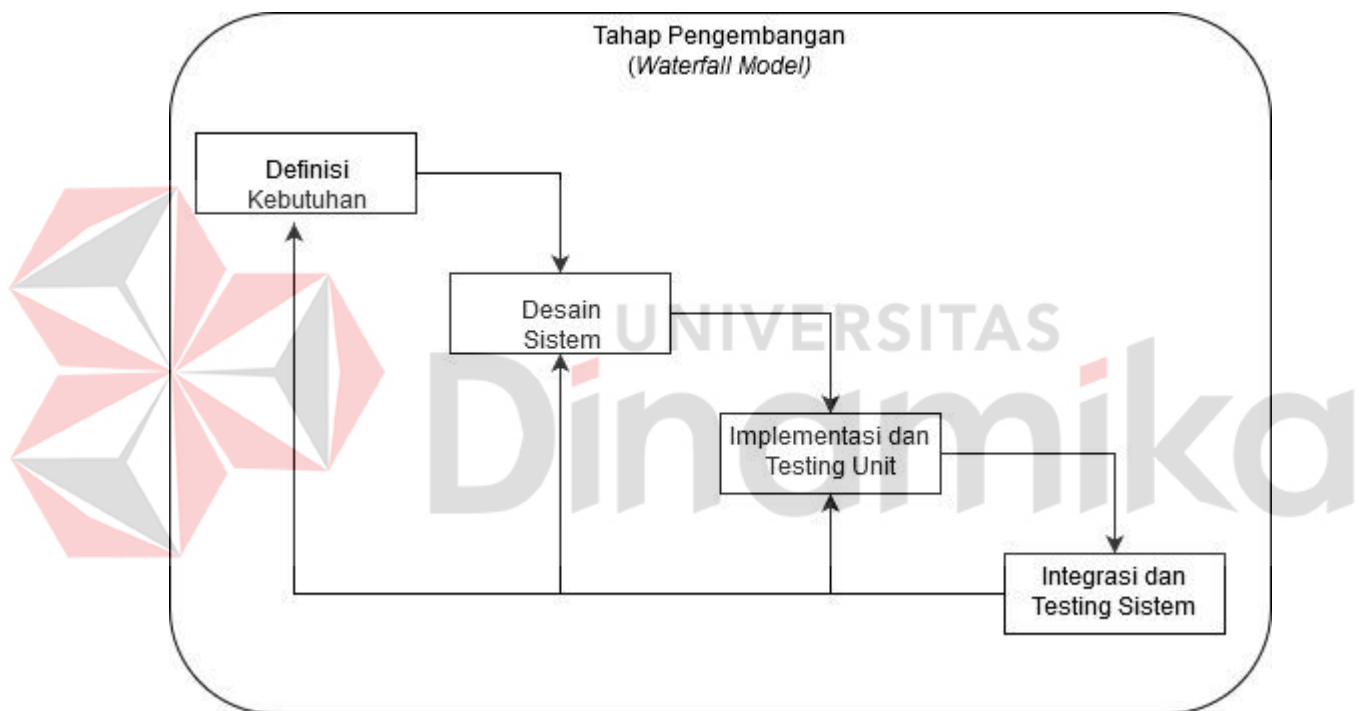 Tahap Pengembangan
(Waterfall Model)
Definisi
Kebutuhan
Desain
Sistem
UNIVERSITAS
Dinamika
Implementasi dan
Testing Unit
Integrasi dan
Testing Sistem